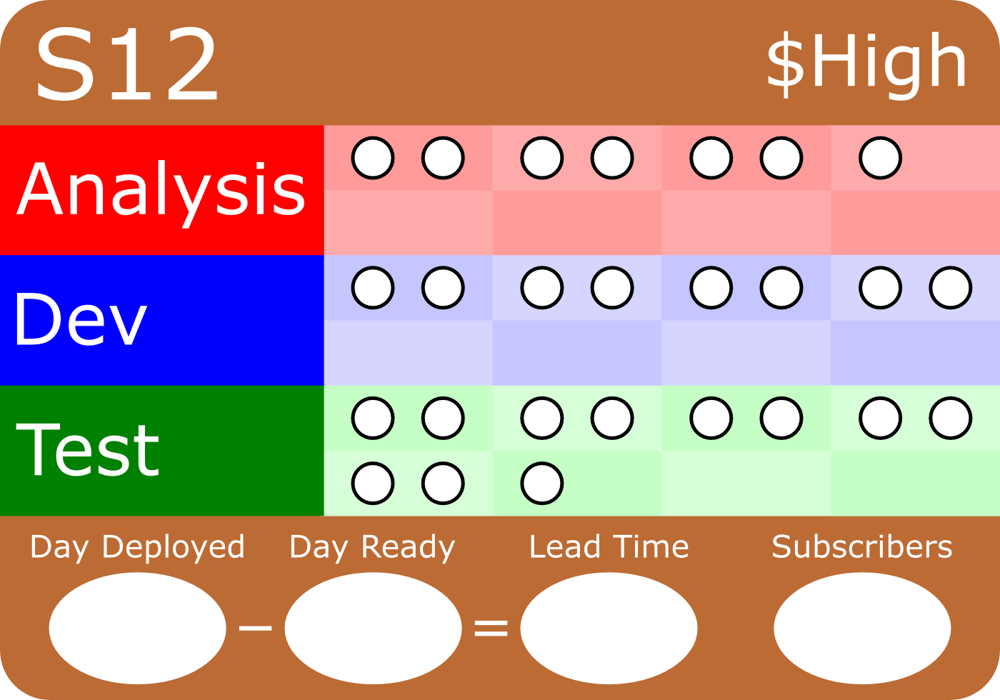 S12 $High
Analysis
Dev
Test
Day Deployed Day Ready Lead Time Subscribers
– =